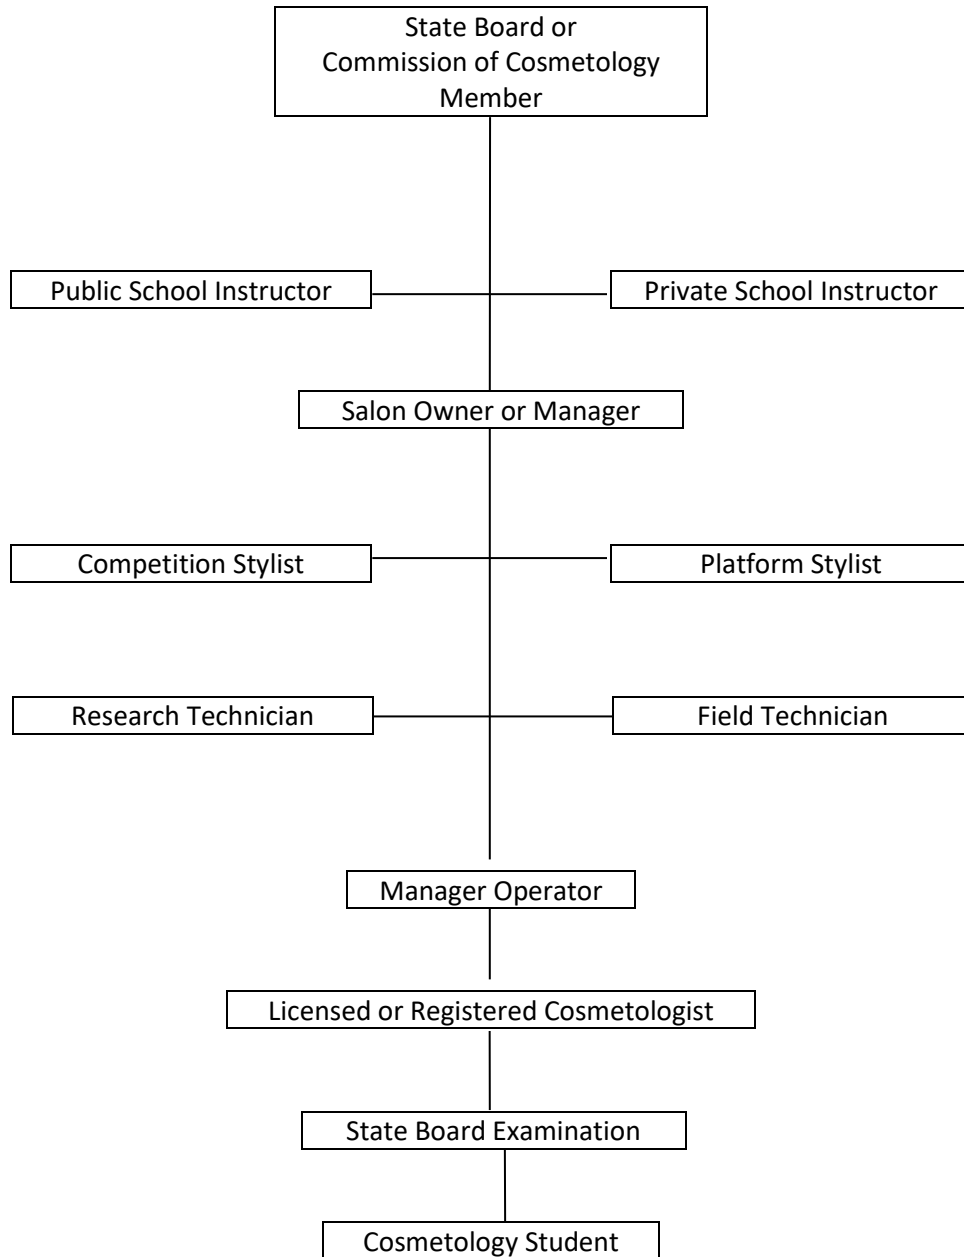 State Board or
Commission of Cosmetology
Member
Public School Instructor
Private School Instructor
Salon Owner or Manager
Competition Stylist
Platform Stylist
Research Technician
Field Technician
Manager Operator
Licensed or Registered Cosmetologist
State Board Examination
Cosmetology Student